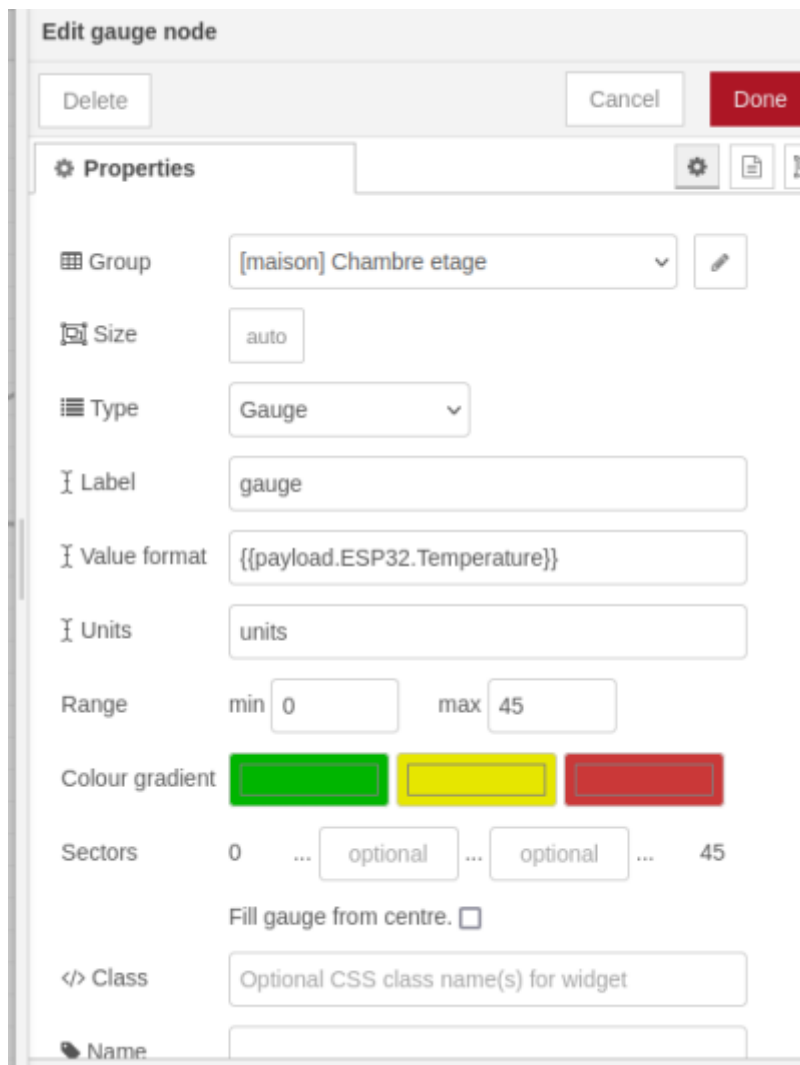 Edit gauge node
Delete
Cancel
Done
Properties
Group
[maison] Chambre etage
Size
auto
Type
Gauge
Label
gauge
Value format
{{payload.ESP32.Temperature}}
Units
units
Range
min 0
max 45
Colour gradient
Sectors
0 ... optional ... optional ... 45
Fill gauge from centre.
</> Class
Optional CSS class name(s) for widget
Name